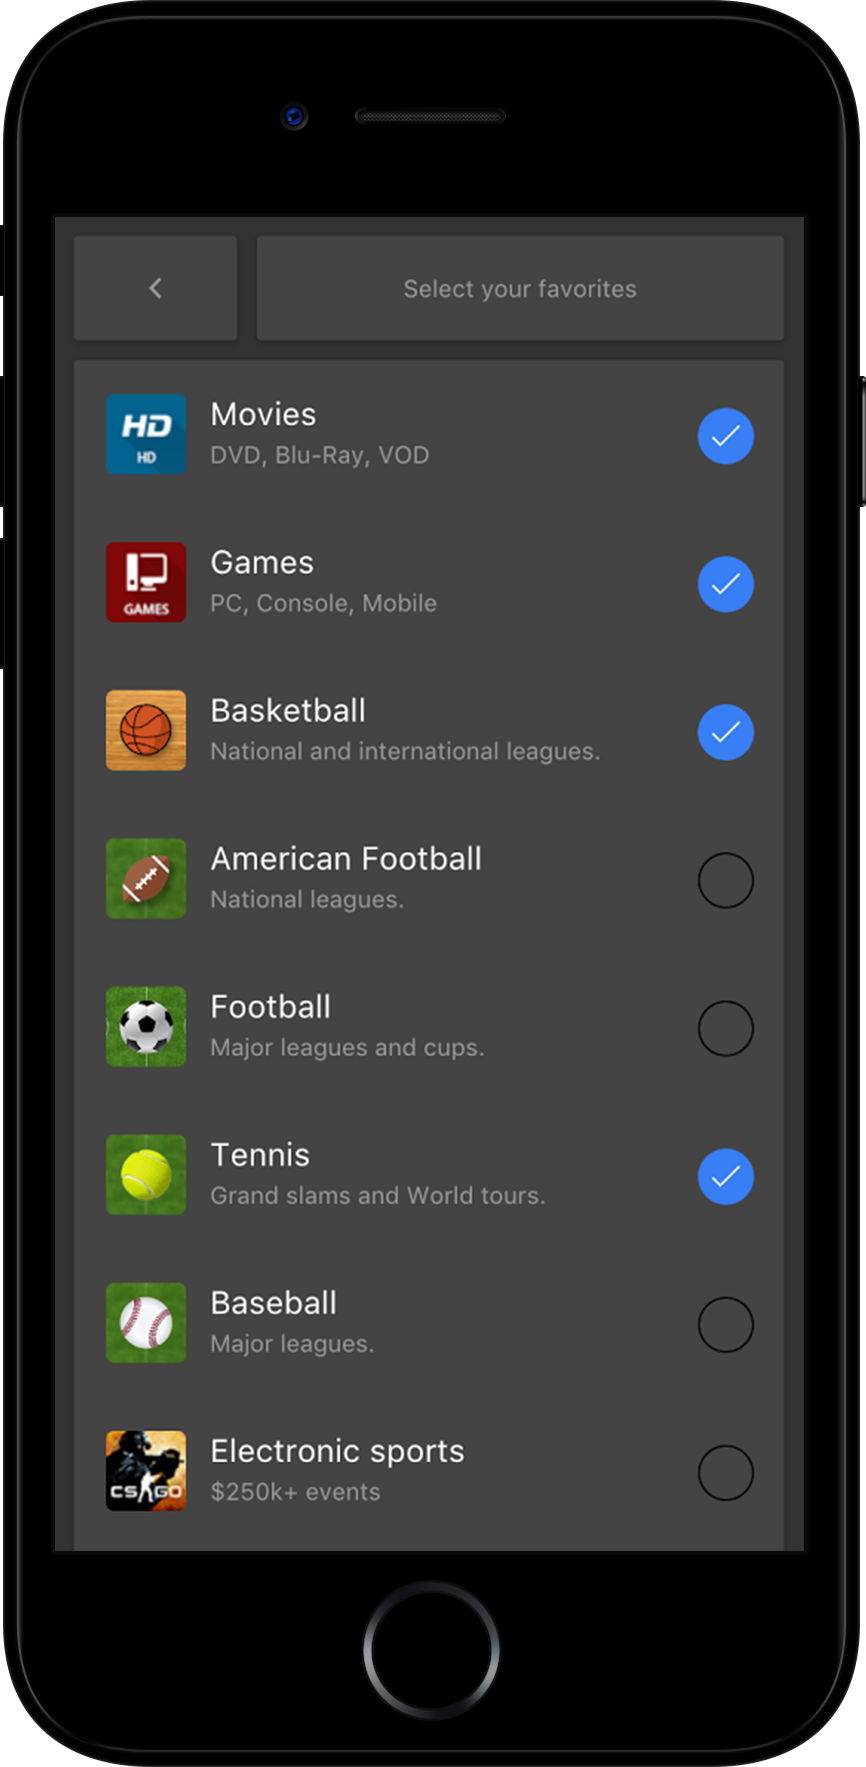 Select your favorites
HD
HD
Movies
DVD, Blu-Ray, VOD
GAMES
Games
PC, Console, Mobile
Basketball
National and international leagues.
American Football
National leagues.
Football
Major leagues and cups.
Tennis
Grand slams and World tours.
Baseball
Major leagues.
CS GO
Electronic sports
$250k+ events